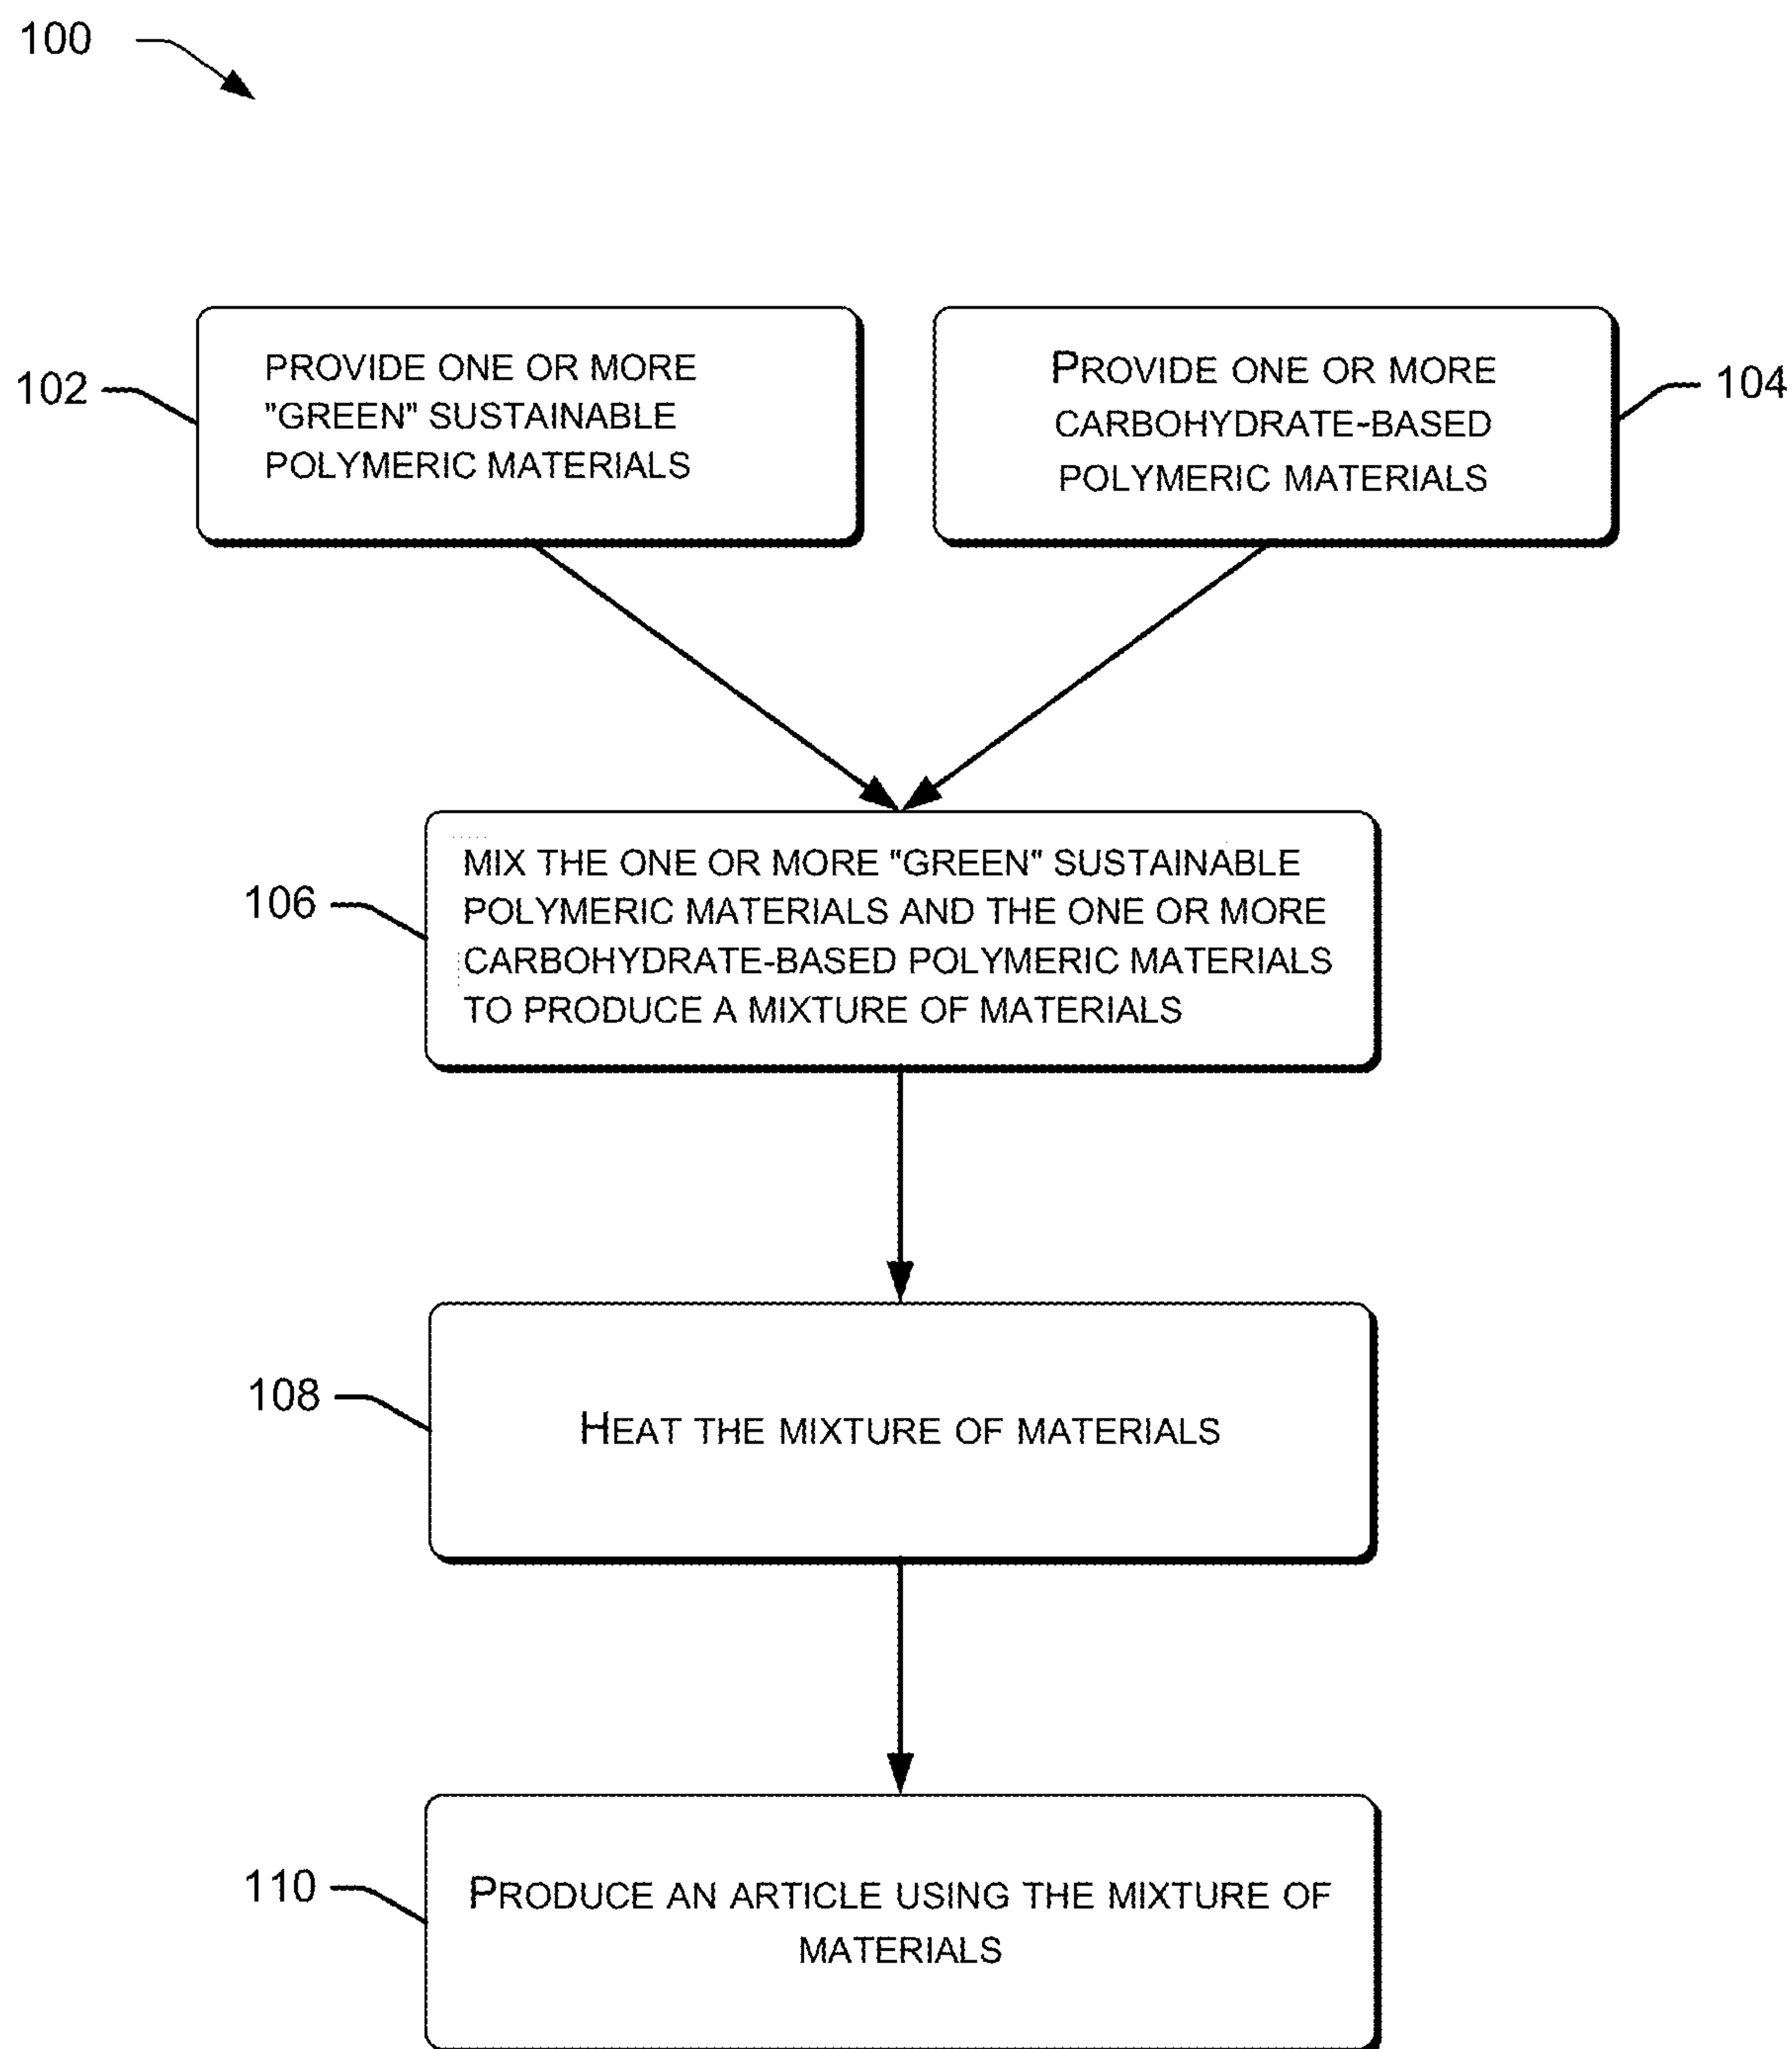 100
102
PROVIDE ONE OR MORE
"GREEN" SUSTAINABLE
POLYMERIC MATERIALS
PROVIDE ONE OR MORE
CARBOHYDRATE-BASED
POLYMERIC MATERIALS
104
106
MIX THE ONE OR MORE "GREEN" SUSTAINABLE
POLYMERIC MATERIALS AND THE ONE OR MORE
CARBOHYDRATE-BASED POLYMERIC MATERIALS
TO PRODUCE A MIXTURE OF MATERIALS
108
HEAT THE MIXTURE OF MATERIALS
110
PRODUCE AN ARTICLE USING THE MIXTURE OF
MATERIALS